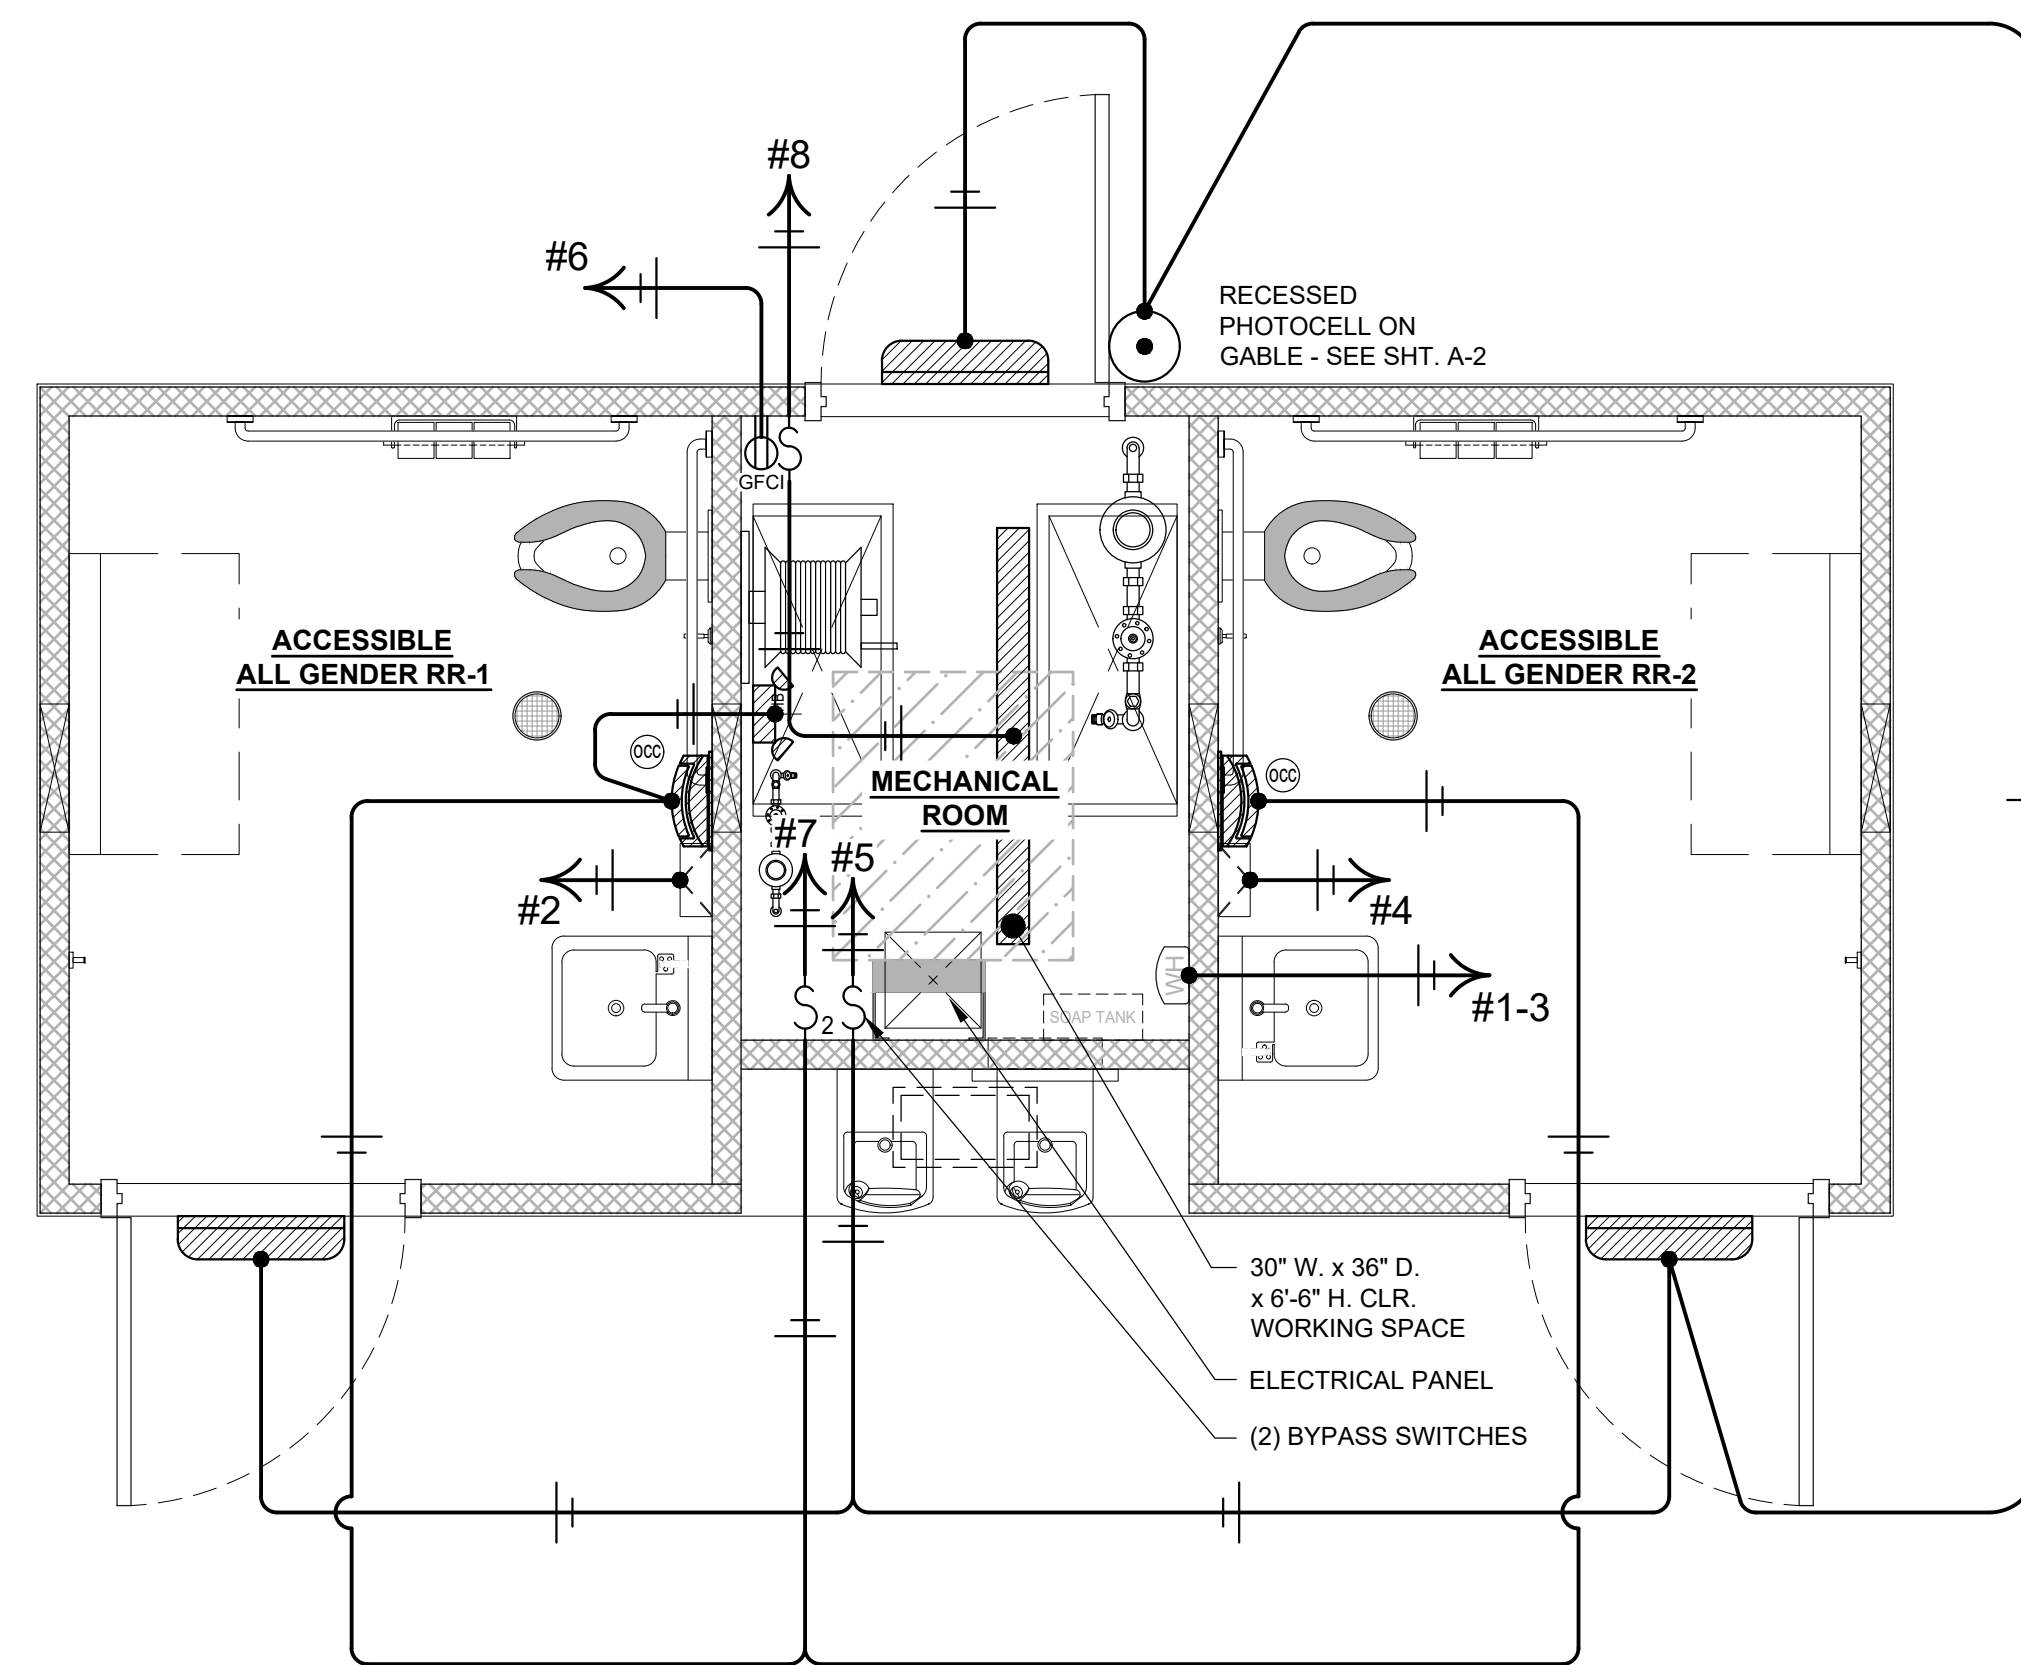 #8
#6
RECESSED
PHOTOCELL ON
GABLE - SEE SHT. A-2
GFCI
ACCESSIBLE
ALL GENDER RR-1
ACCESSIBLE
ALL GENDER RR-2
OCC
OCC
MECHANICAL
ROOM
#7
#5
#2
#4
WH
#1-3
2
SOAP TANK
30" W. x 36" D.
x 6'-6" H. CLR.
WORKING SPACE
ELECTRICAL PANEL
(2) BYPASS SWITCHES